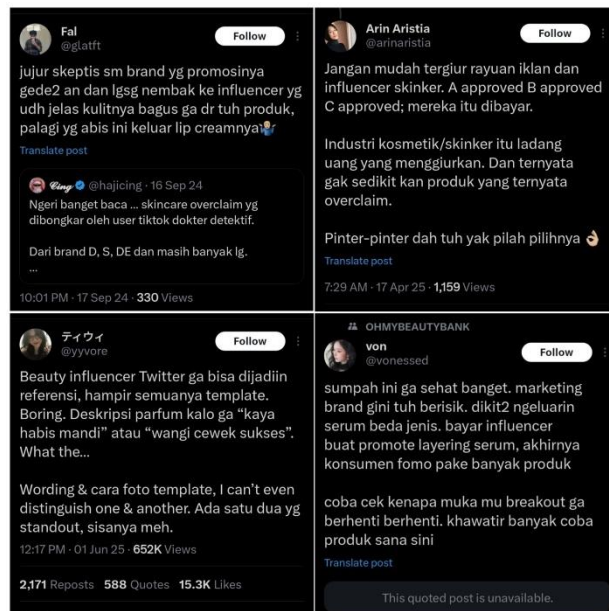 Fal
@glatft
Follow
jujur skeptis sm brand yg promosinya
gede2 an dan lgsg nembak ke influencer yg
udh jelas kulitnya bagus ga dr tuh produk,
palagi yg abis ini keluar lip creamnya🤷🏼
Translate post
Cing @hajicing · 16 Sep 24
Ngeri banget baca ... skincare overclaim yg
dibongkar oleh user tiktok dokter detektif.
Dari brand D, S, DE dan masih banyak lg.
...
10:01 PM · 17 Sep 24 · 330 Views
Arin Aristia
@arinaristia
Follow
Jangan mudah tergiur rayuan iklan dan
influencer skinker. A approved B approved
C approved; mereka itu dibayar.
Industri kosmetik/skinker itu ladang
uang yang menggiurkan. Dan ternyata
gak sedikit kan produk yang ternyata
overclaim.
Pinter-pinter dah tuh yak pilah pilihnya 👌🏼
Translate post
7:29 AM · 17 Apr 25 · 1,159 Views
ティウィ
@yyvore
Follow
Beauty influencer Twitter ga bisa dijadiin
referensi, hampir semuanya template.
Boring. Deskripsi parfum kalo ga “kaya
habis mandi” atau “wangi cewek sukses”.
What the...
Wording & cara foto template, I can’t even
distinguish one & another. Ada satu dua yg
standout, sisanya meh.
12:17 PM · 01 Jun 25 · 652K Views
2,171 Reposts 588 Quotes 15.3K Likes
OHMYBEAUTYBANK
von
@vonessed
Follow
sumpah ini ga sehat banget. marketing
brand gini tuh berisik. dikit2 ngeluarin
serum beda jenis. bayar influencer
buat promote layering serum, akhirnya
konsumen fomo pake banyak produk
coba cek kenapa muka mu breakout ga
berhenti berhenti. khawatir banyak coba
produk sana sini
Translate post
This quoted post is unavailable.